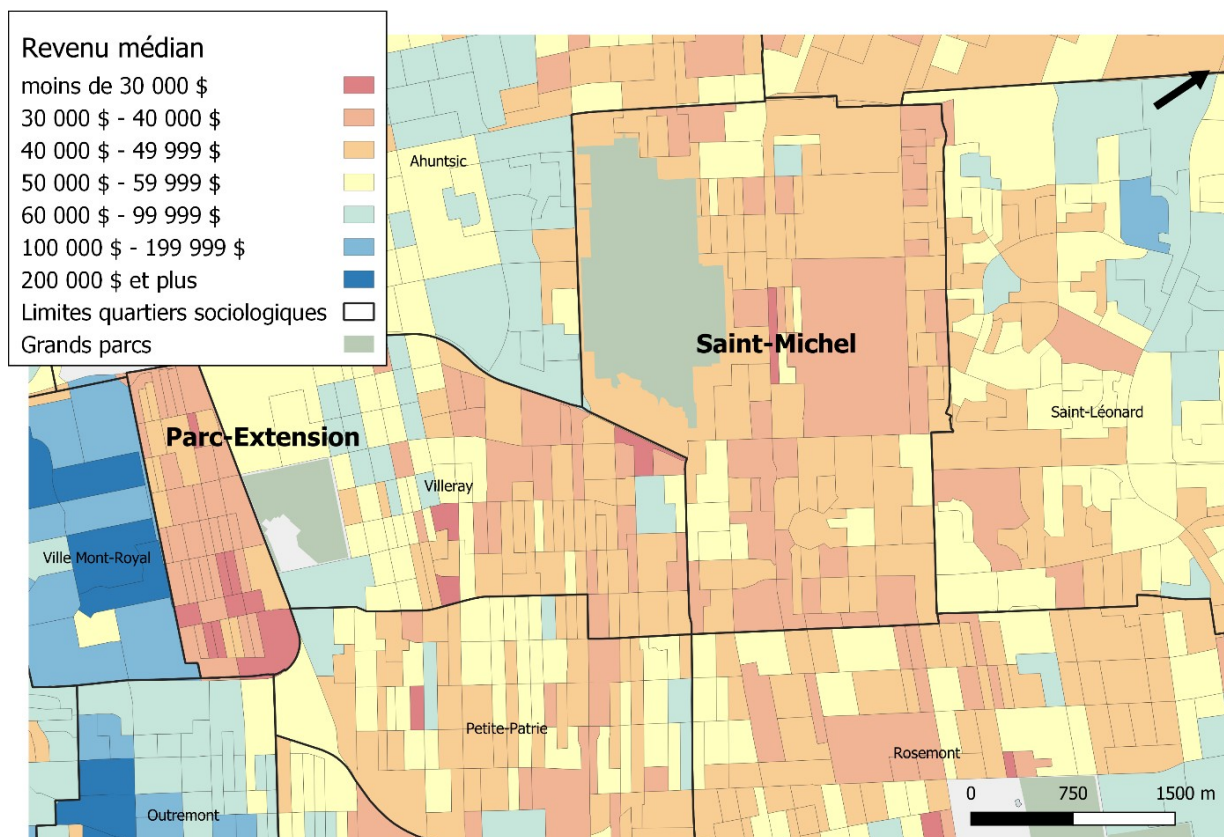 Revenu médian
moins de 30 000 $
30 000 $ - 40 000 $
40 000 $ - 49 999 $
50 000 $ - 59 999 $
60 000 $ - 99 999 $
100 000 $ - 199 999 $
200 000 $ et plus
Limites quartiers sociologiques
Grands parcs
Ahuntsic
Saint-Michel
Saint-Léonard
Parc-Extension
Villeray
Ville Mont-Royal
Petite-Patrie
Rosemont
Outremont
0 750 1500 m